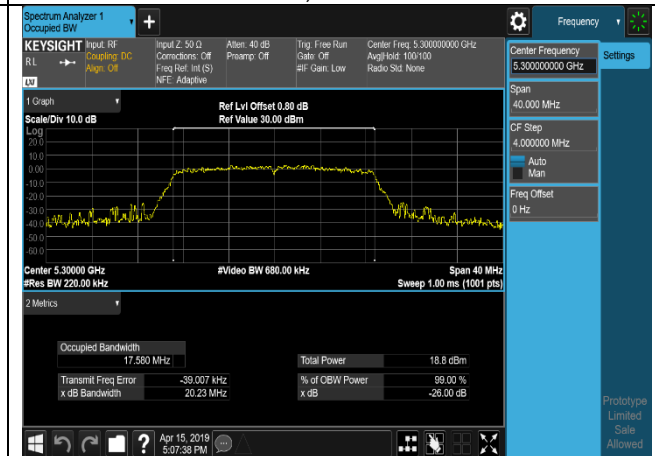 Spectrum Analyzer 1
Occupied BW
+
Frequency
KEYSIGHT
RL
LXI
Input: RF
Coupling: DC
Align: Off
Input Z: 50 Ω
Corrections: Off
Freq Ref: Int (S)
NFE: Adaptive
Atten: 40 dB
Preamp: Off
Trig: Free Run
Gate: Off
#IF Gain: Low
Center Freq: 5.300000000 GHz
Avg|Hold: 100/100
Radio Std: None
Center Frequency
5.300000000 GHz
Settings
Span
40.000 MHz
CF Step
4.000000 MHz
Auto
Man
Freq Offset
0 Hz
1 Graph
Scale/Div 10.0 dB
Ref Lvl Offset 0.80 dB
Ref Value 30.00 dBm
Log
20.0
10.0
0.00
-10.0
-20.0
-30.0
-40.0
-50.0
-60.0
Center 5.30000 GHz
#Video BW 680.00 kHz
Span 40 MHz
#Res BW 220.00 kHz
Sweep 1.00 ms (1001 pts)
2 Metrics
Occupied Bandwidth
17.580 MHz
Total Power 18.8 dBm
Transmit Freq Error -39.007 kHz
% of OBW Power 99.00 %
x dB Bandwidth 20.23 MHz
x dB -26.00 dB
Prototype
Limited
Sale
Allowed
?
Apr 15, 2019
5:07:38 PM